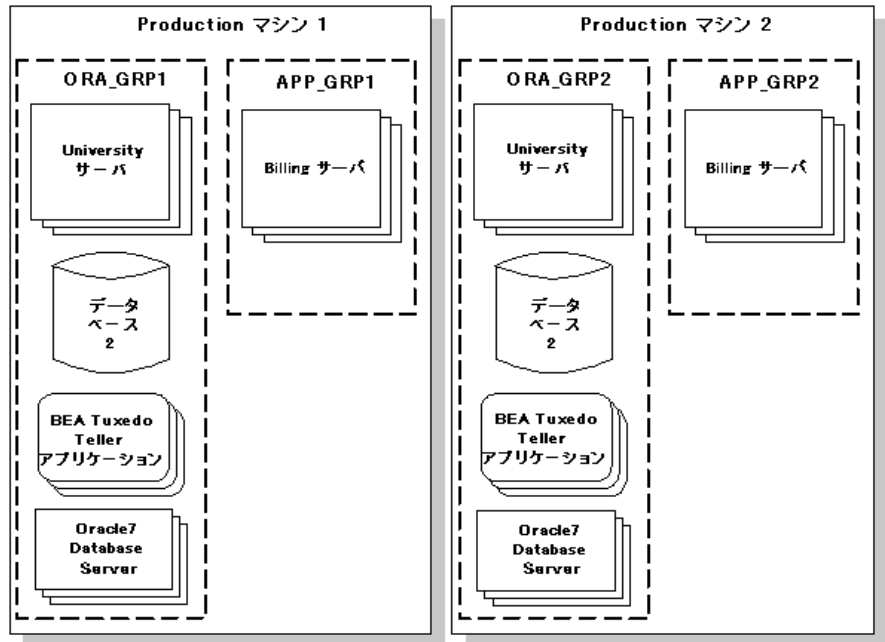 Production マシン 1
ORA_GRP1
University
サーバ
データ
ベース
2
BEA Tuxedo
Teller
アプリケーション
Oracle7
Database
Server
APP_GRP1
Billing サーバ
Production マシン 2
ORA_GRP2
University
サーバ
データ
ベース
2
BEA Tuxedo
Teller
アプリケーション
Oracle7
Database
Server
APP_GRP2
Billing サーバ